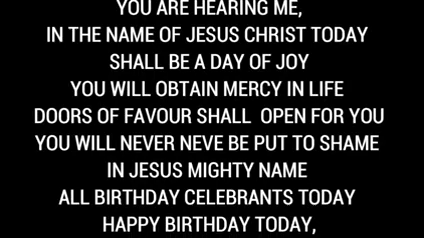 YOU ARE HEARING ME,
IN THE NAME OF JESUS CHRIST TODAY
SHALL BE A DAY OF JOY
YOU WILL OBTAIN MERCY IN LIFE
DOORS OF FAVOUR SHALL OPEN FOR YOU
YOU WILL NEVER NEVE BE PUT TO SHAME
IN JESUS MIGHTY NAME
ALL BIRTHDAY CELEBRANTS TODAY
HAPPY BIRTHDAY TODAY,